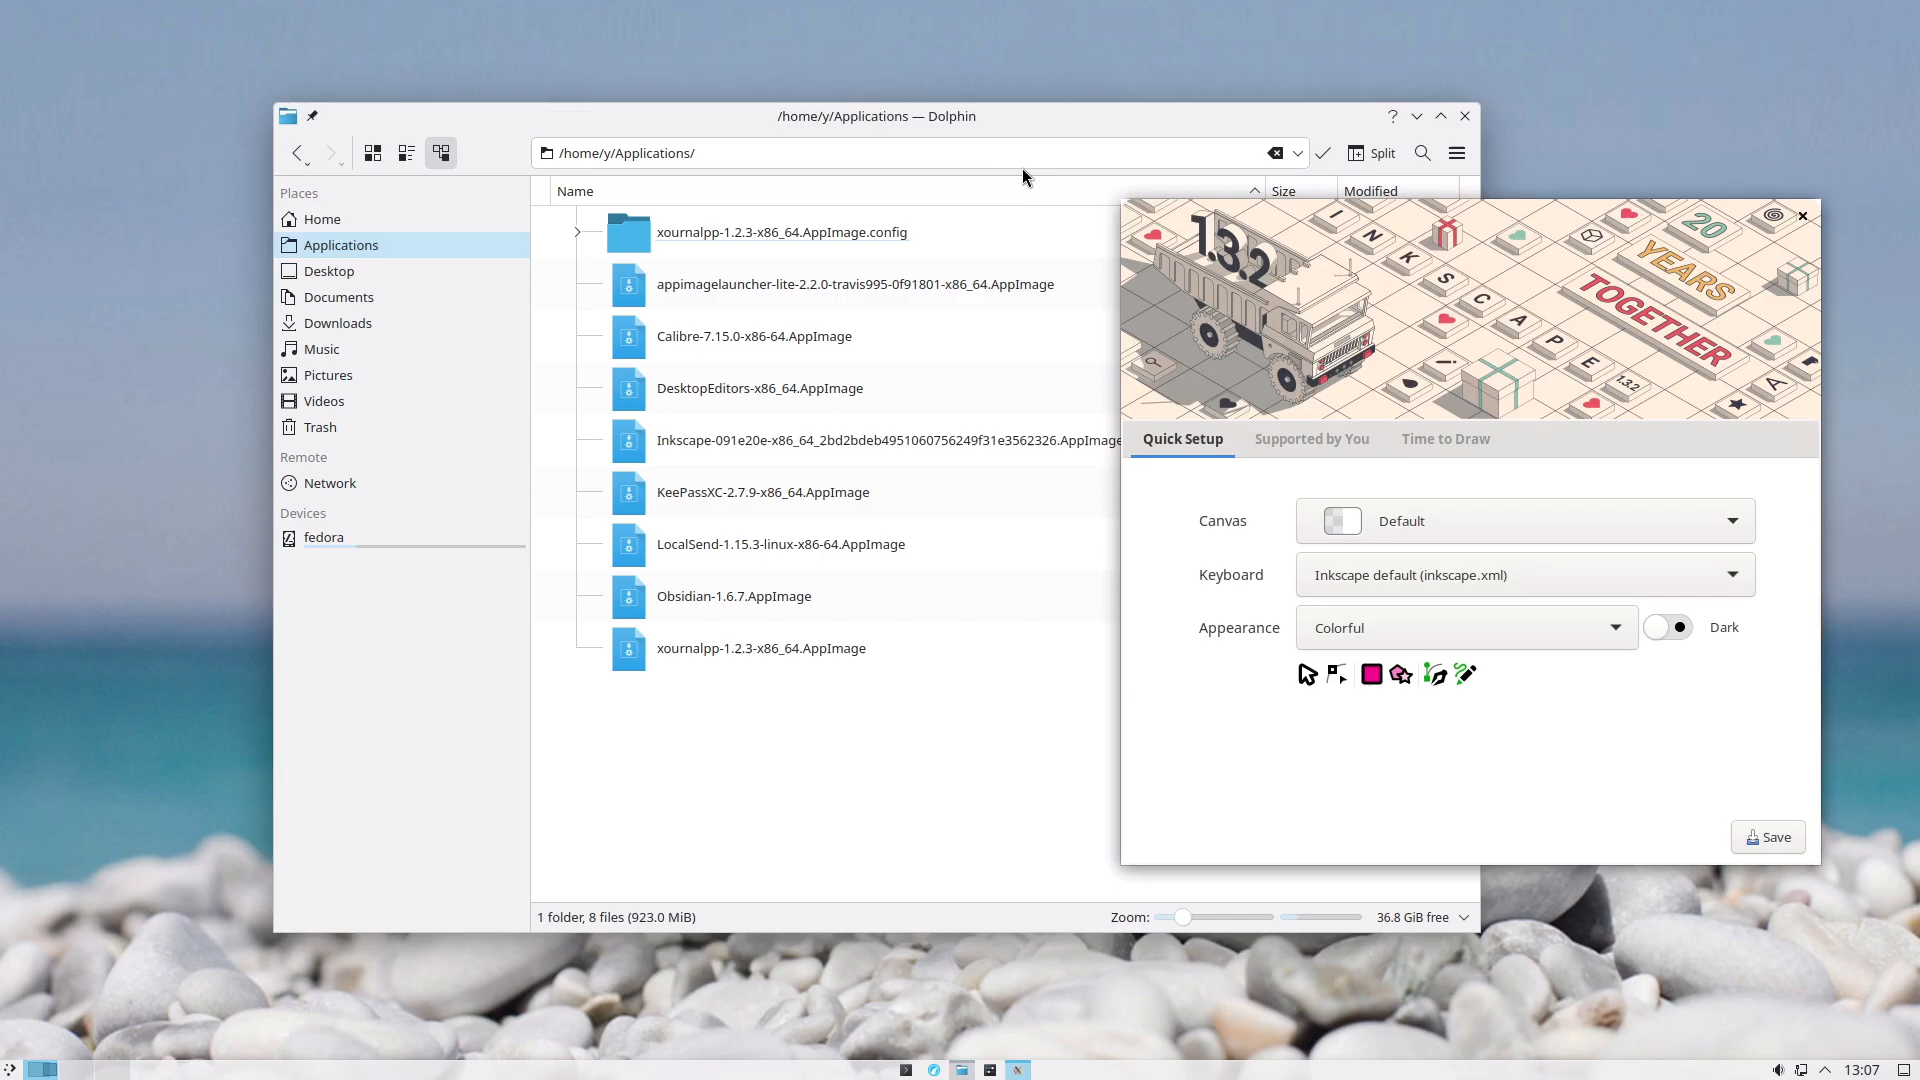 /home/y/Applications — Dolphin
/home/y/Applications/
Split
Places
Home
Applications
Desktop
Documents
Downloads
Music
Pictures
Videos
Trash
Remote
Network
Devices
fedora
Name
Size
Modified
xournalpp-1.2.3-x86_64.AppImage.config
appimagelauncher-lite-2.2.0-travis995-0f91801-x86_64.AppImage
Calibre-7.15.0-x86-64.AppImage
DesktopEditors-x86_64.AppImage
Inkscape-091e20e-x86_64_2bd2bdeb4951060756249f31e3562326.AppImage
KeePassXC-2.7.9-x86_64.AppImage
LocalSend-1.15.3-linux-x86-64.AppImage
Obsidian-1.6.7.AppImage
xournalpp-1.2.3-x86_64.AppImage
1 folder, 8 files (923.0 MiB)
Zoom:
36.8 GiB free
1.3.2
INKSCAPE
1.3.2
20
YEARS
TOGETHER
A
Quick Setup
Supported by You
Time to Draw
Canvas
Default
Keyboard
Inkscape default (inkscape.xml)
Appearance
Colorful
Dark
Save
13:07